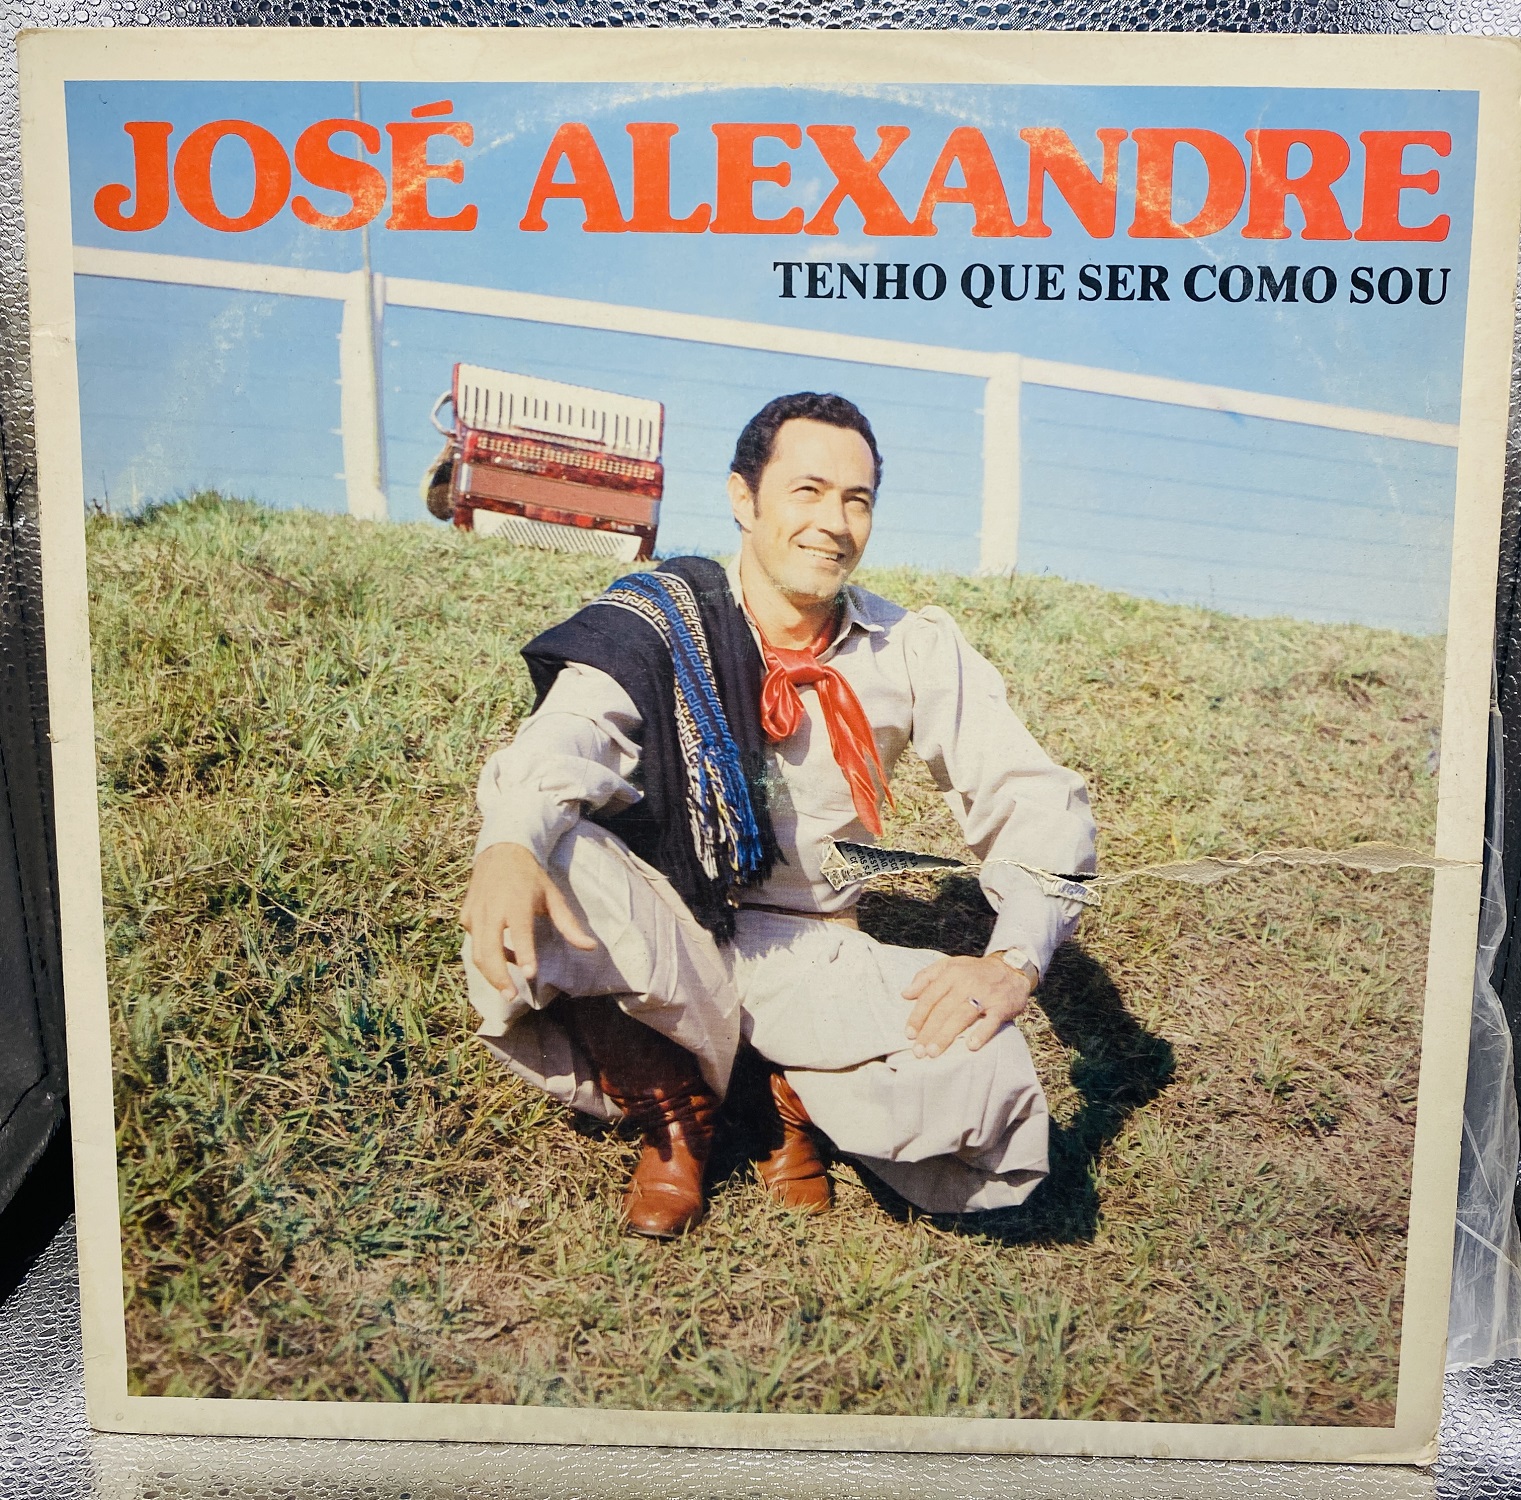 JOSÉ ALEXANDRE
TENHO QUE SER COMO SOU